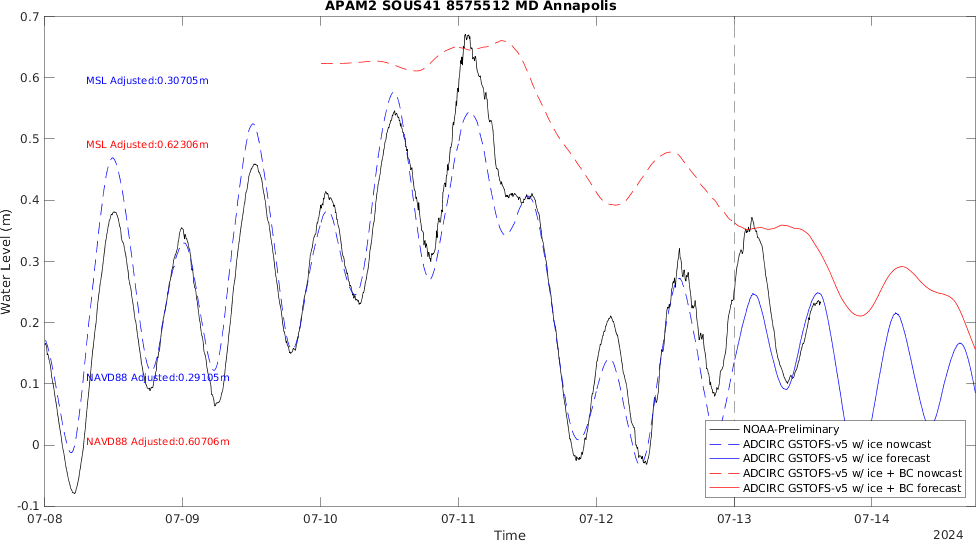 APAM2 SOUS41 8575512 MD Annapolis
0.7
0.6
0.5
0.4
0.3
0.2
0.1
0
-0.1
Water Level (m)
MSL Adjusted:0.30705m
MSL Adjusted:0.62306m
NAVD88 Adjusted:0.29105m
NAVD88 Adjusted:0.60706m
NOAA-Preliminary
ADCIRC GSTOFS-v5 w/ ice nowcast
ADCIRC GSTOFS-v5 w/ ice forecast
ADCIRC GSTOFS-v5 w/ ice + BC nowcast
ADCIRC GSTOFS-v5 w/ ice + BC forecast
07-08 07-09 07-10 07-11 07-12 07-13 07-14
Time
2024